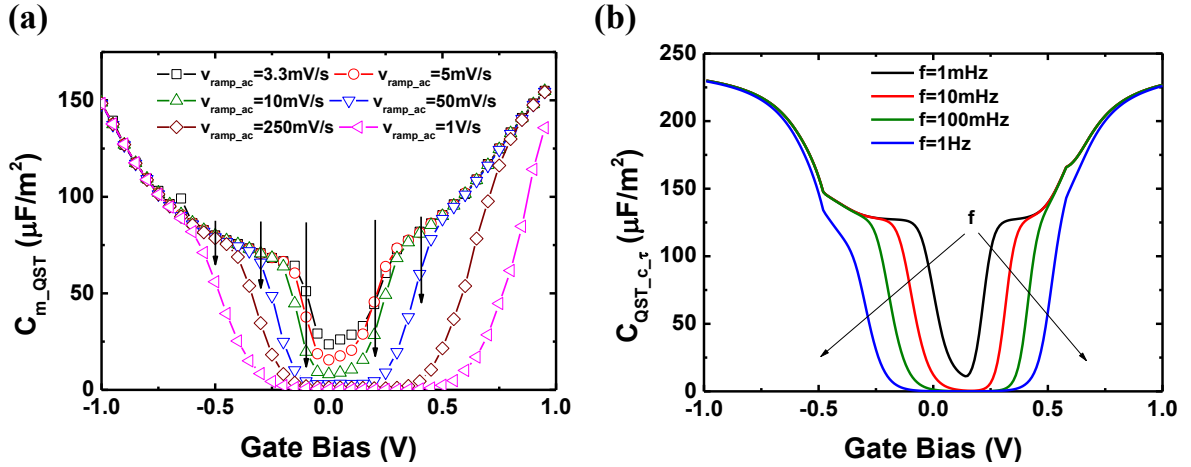 (a)
v_ramp_ac=3.3mV/s v_ramp_ac=5mV/s
v_ramp_ac=10mV/s v_ramp_ac=50mV/s
v_ramp_ac=250mV/s v_ramp_ac=1V/s
150
100
50
0
C_m_QST (μF/m²)
-1.0 -0.5 0.0 0.5 1.0
Gate Bias (V)
(b)
f=1mHz
f=10mHz
f=100mHz
f=1Hz
f
250
200
150
100
50
0
C_QST_c_τ (μF/m²)
-1.0 -0.5 0.0 0.5 1.0
Gate Bias (V)